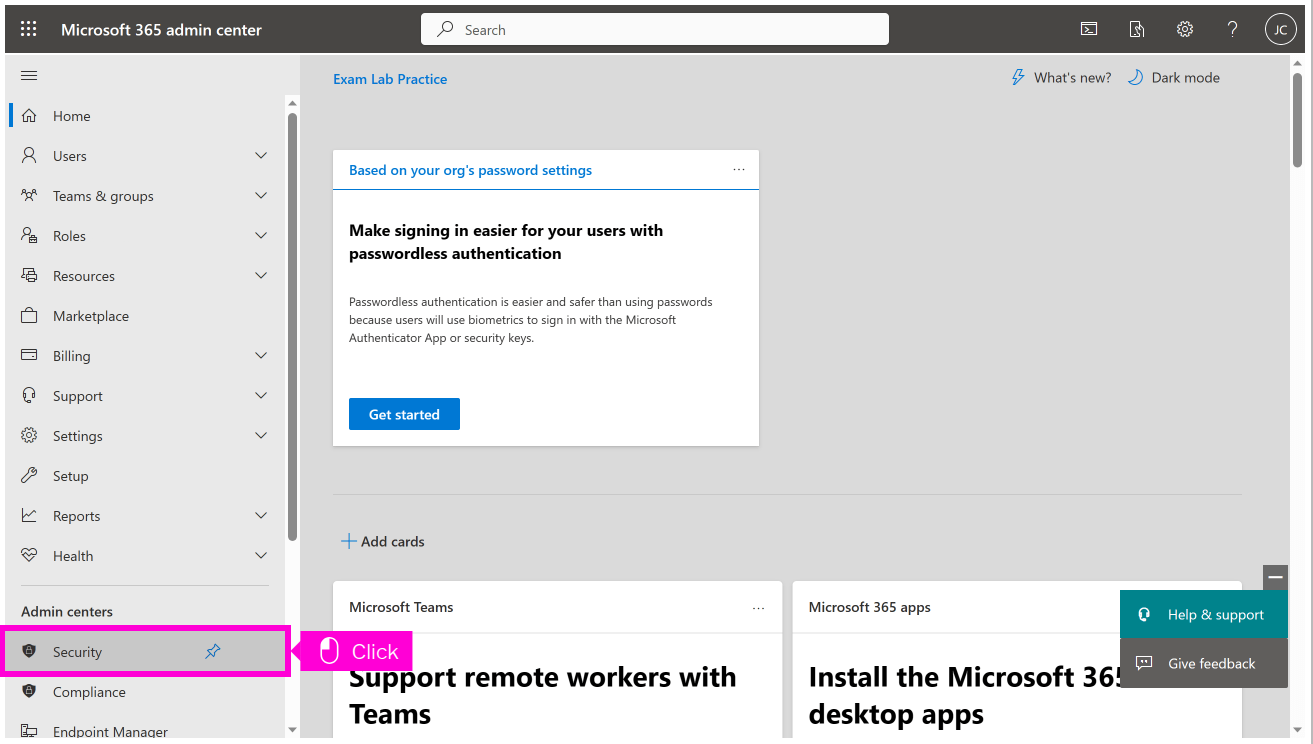 Microsoft 365 admin center
Search
JC
Exam Lab Practice
What's new?
Dark mode
Home
Users
Teams & groups
Roles
Resources
Marketplace
Billing
Support
Settings
Setup
Reports
Health
Admin centers
Security
Compliance
Endpoint Manager
Click
Based on your org's password settings
Make signing in easier for your users with
passwordless authentication
Passwordless authentication is easier and safer than using passwords
because users will use biometrics to sign in with the Microsoft
Authenticator App or security keys.
Get started
Add cards
Microsoft Teams
Support remote workers with
Teams
Microsoft 365 apps
Install the Microsoft 365
desktop apps
Help & support
Give feedback